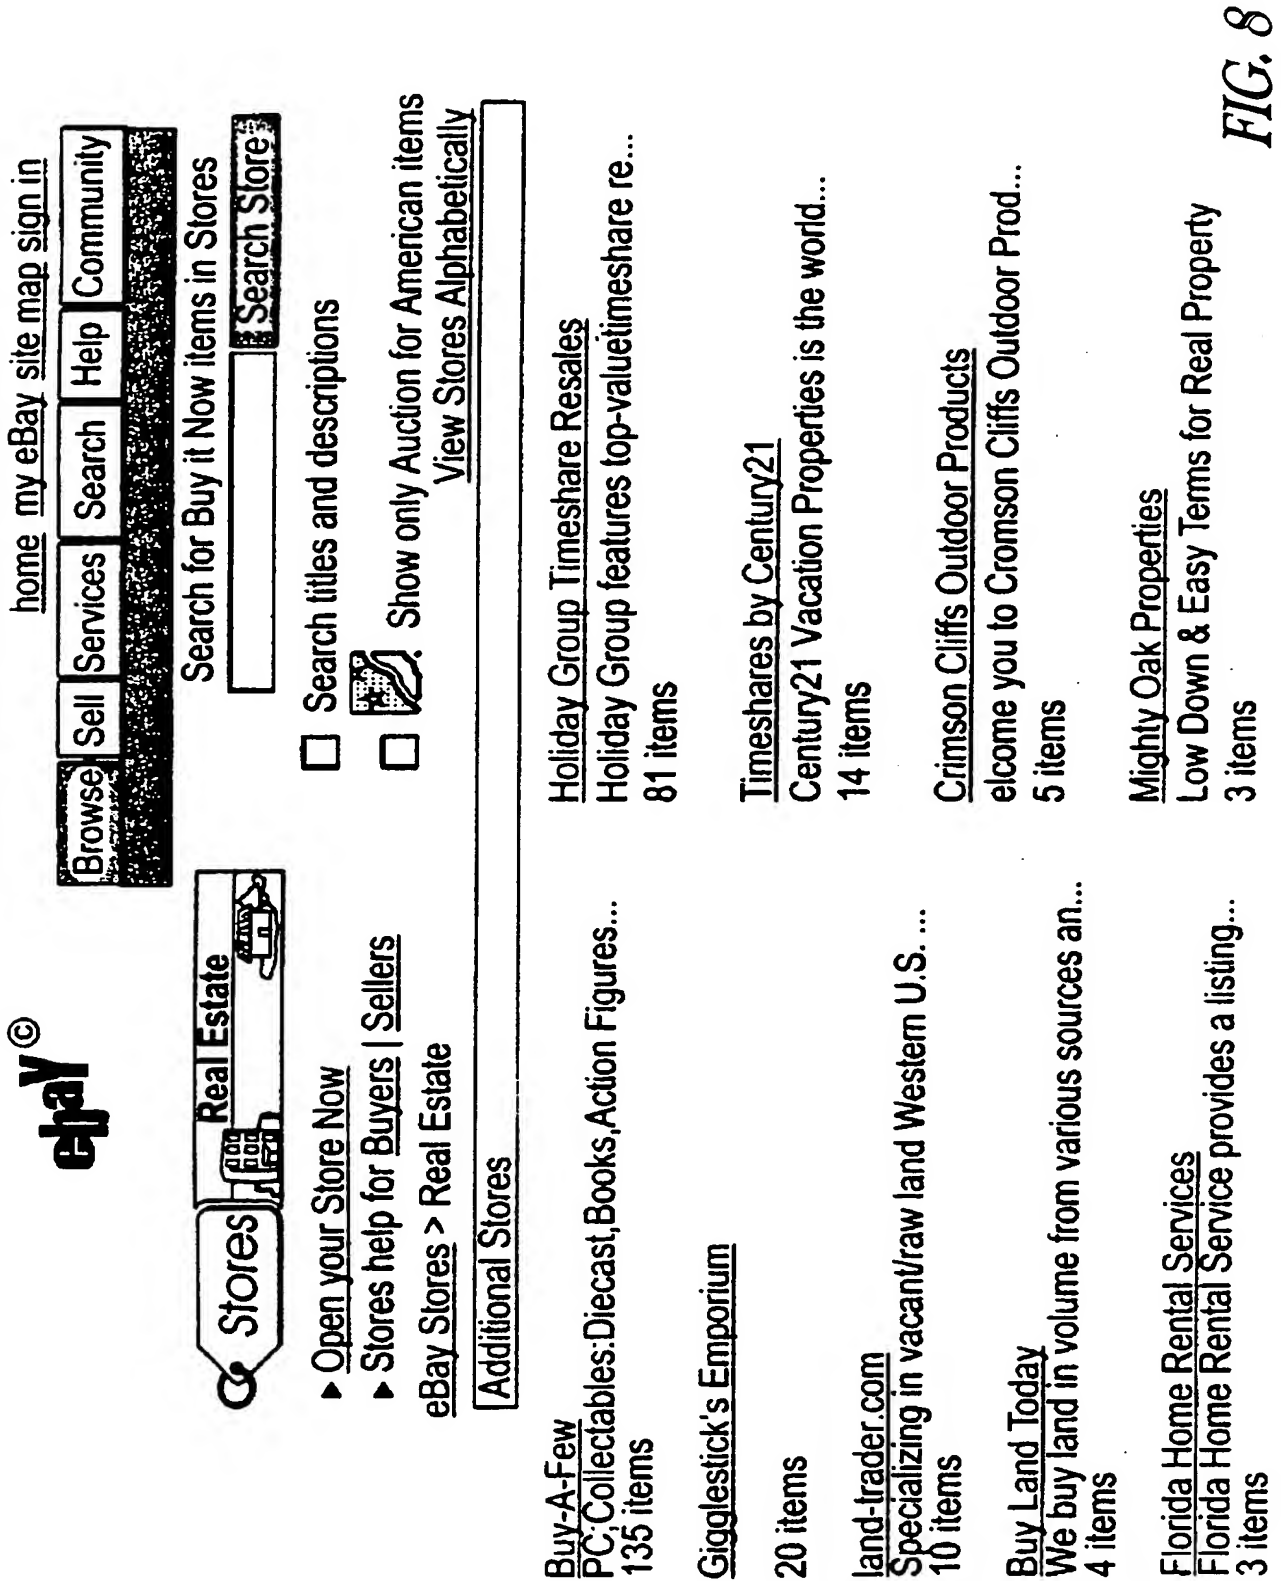 ebaY©
home my eBay site map sign in
Browse Sell Services Search Help Community
Stores
Real Estate
Search for Buy it Now items in Stores
Search Store
► Open your Store Now
Search titles and descriptions
► Stores help for Buyers | Sellers
Show only Auction for American items
eBay Stores > Real Estate
View Stores Alphabetically
Additional Stores
Buy-A-Few
PC;Collectables:Diecast,Books,Action Figures...
135 items
Gigglestick's Emporium
20 items
land-trader.com
Specializing in vacant/raw land Western U.S. ...
10 items
Buy Land Today
We buy land in volume from various sources an...
4 items
Florida Home Rental Services
Florida Home Rental Service provides a listing...
3 items
Holiday Group Timeshare Resales
Holiday Group features top-valuetimeshare re...
81 items
Timeshares by Century21
Century21 Vacation Properties is the world...
14 items
Crimson Cliffs Outdoor Products
elcome you to Cromson Cliffs Outdoor Prod...
5 items
Mighty Oak Properties
Low Down & Easy Terms for Real Property
3 items
FIG. 8